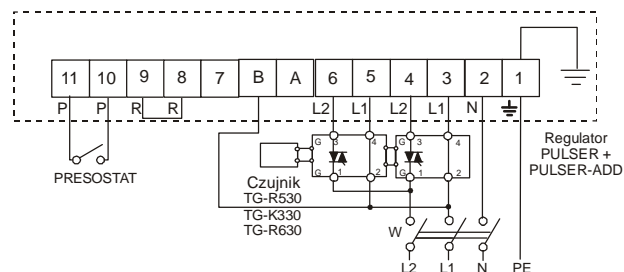 11 10 9 8 7 B A 6 5 4 3 2 1
P P R R L2 L1 L2 L1 N
PRESOSTAT
G 3 4 G 3 4
G 1 2 G 1 2
Czujnik
TG-R530
TG-K330
TG-R630
Regulator
PULSER +
PULSER-ADD
W
L2 L1 N PE